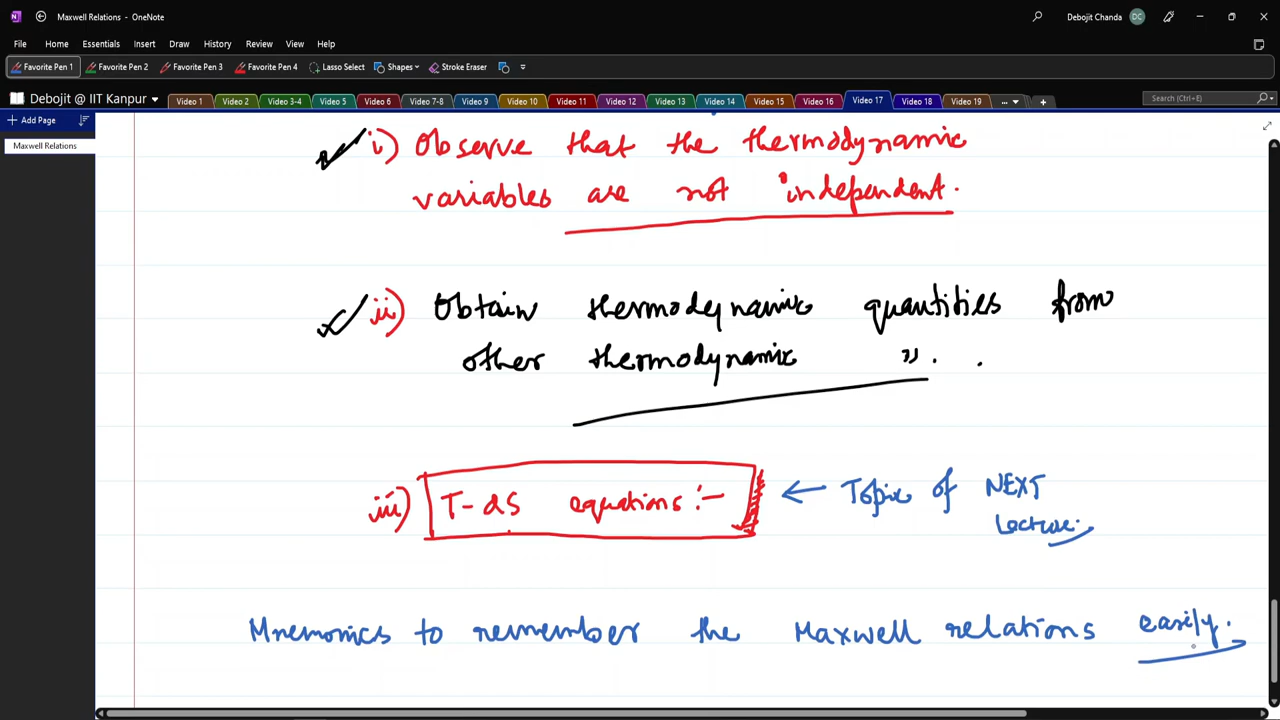 Maxwell Relations - OneNote
Debojit Chanda DC
File Home Essentials Insert Draw History Review View Help
Favorite Pen 1 Favorite Pen 2 Favorite Pen 3 Favorite Pen 4 Lasso Select Shapes Stroke Eraser
Debojit @ IIT Kanpur Video 1 Video 2 Video 3-4 Video 5 Video 6 Video 7-8 Video 9 Video 10 Video 11 Video 12 Video 13 Video 14 Video 15 Video 16 Video 17 Video 18 Video 19 ... Search (Ctrl+E)
Add Page
Maxwell Relations
i) Observe that the thermodynamic
variables are not independent.
ii) Obtain thermodynamic quantities from
other thermodynamic ".
iii) T-dS equations :- ← Topic of NEXT
Lecture.
Mnemonics to remember the Maxwell relations easily.